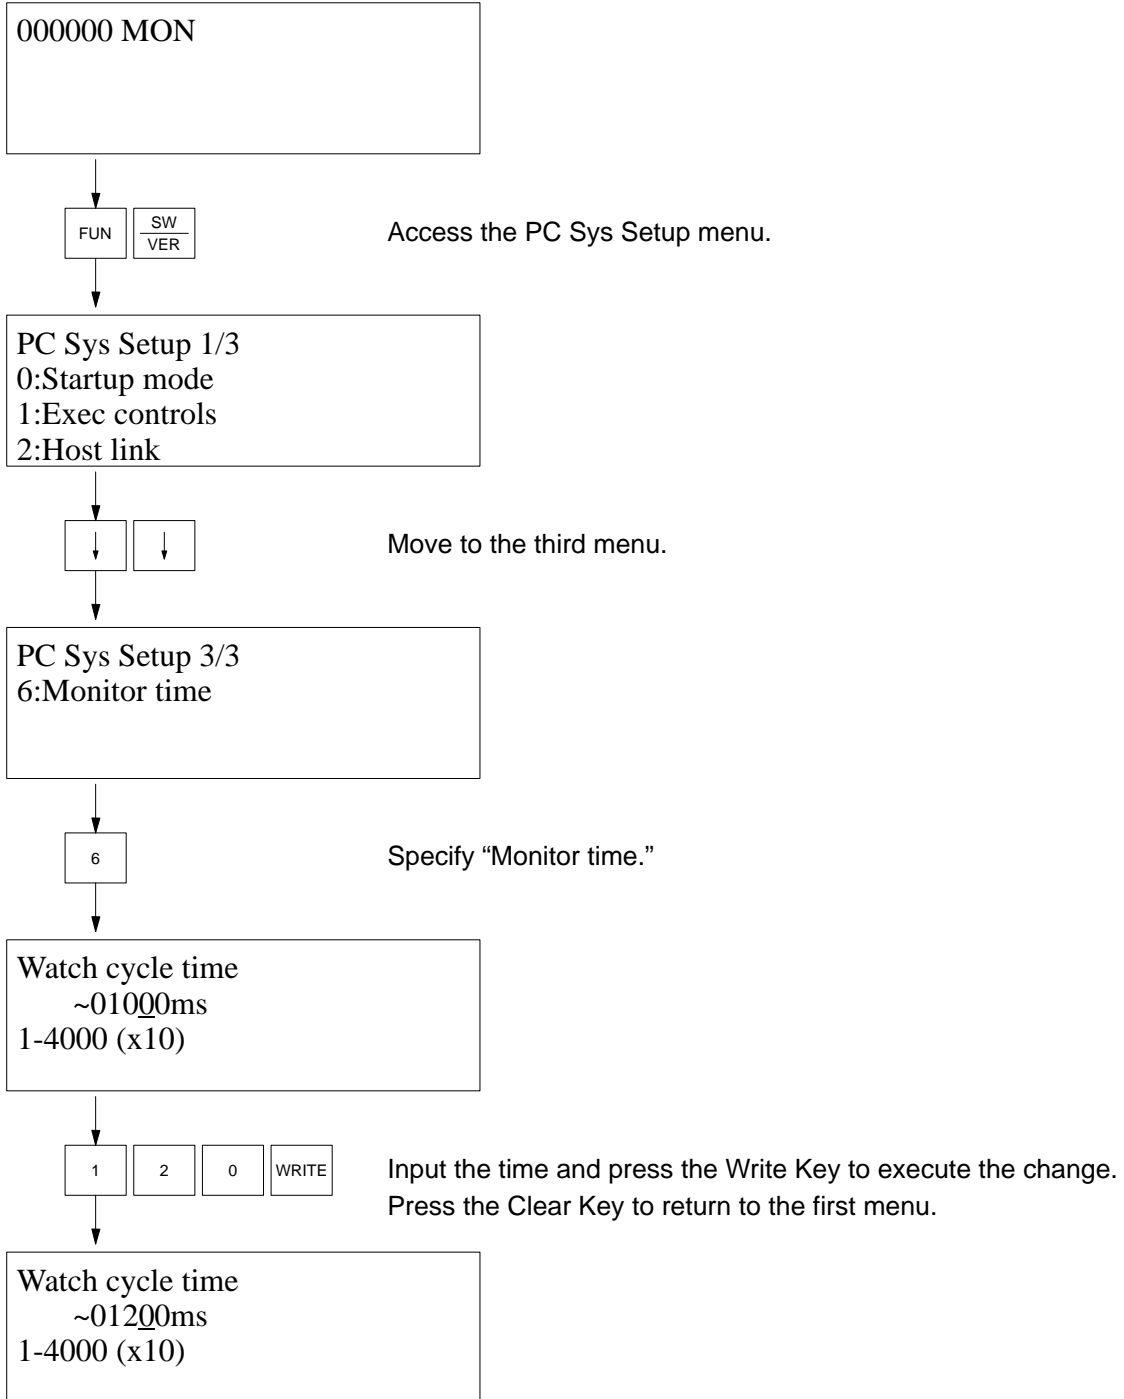 000000 MON
FUN SW VER Access the PC Sys Setup menu.
PC Sys Setup 1/3
0:Startup mode
1:Exec controls
2:Host link
↓ ↓ Move to the third menu.
PC Sys Setup 3/3
6:Monitor time
6 Specify “Monitor time.”
Watch cycle time
~01000ms
1-4000 (x10)
1 2 0 WRITE Input the time and press the Write Key to execute the change.
Press the Clear Key to return to the first menu.
Watch cycle time
~01200ms
1-4000 (x10)